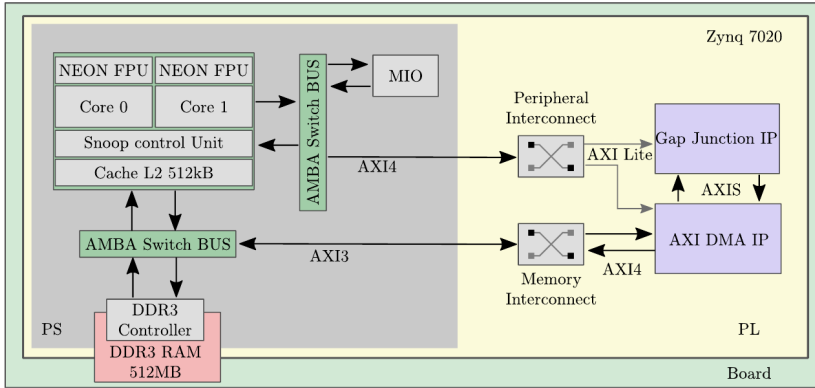 Zynq 7020
NEON FPU
NEON FPU
Core 0
Core 1
Snoop control Unit
Cache L2 512kB
AMBA Switch BUS
MIO
AXI4
Peripheral
Interconnect
AXI Lite
Gap Junction IP
AXIS
AXI DMA IP
AMBA Switch BUS
AXI3
AXI4
Memory
Interconnect
DDR3
Controller
DDR3 RAM
512MB
PS
PL
Board